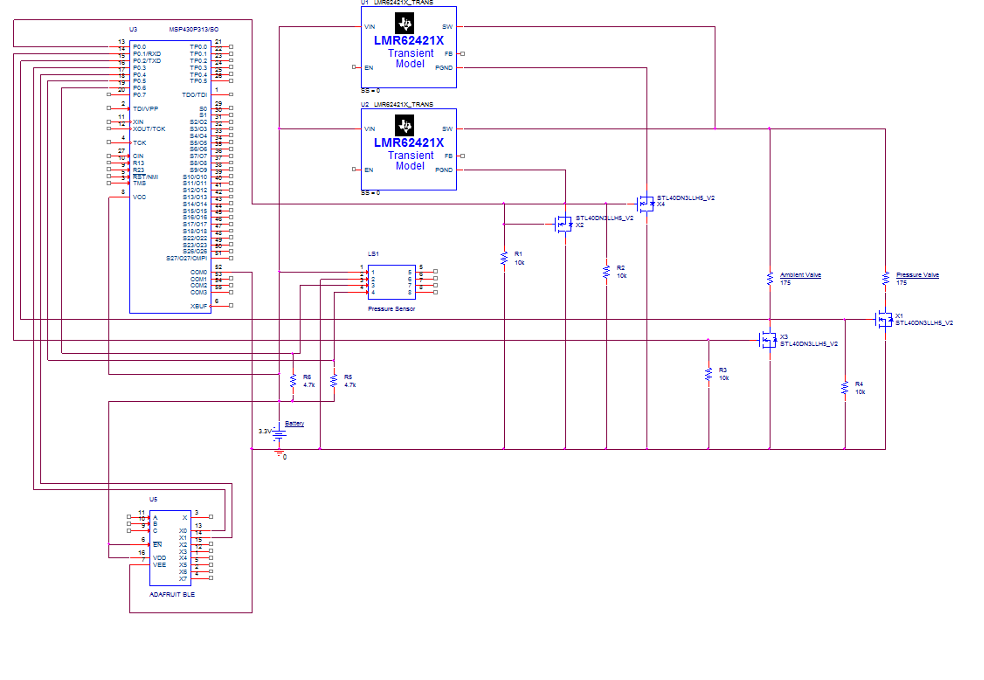 U1 LMR62421X_TRANS
VIN SW
LMR62421X
Transient
Model
FB
EN PGND
SS = 0
U2 LMR62421X_TRANS
VIN SW
LMR62421X
Transient
Model
FB
EN PGND
SS = 0
U3 MSP430P313/SO
13 P0.0 TP0.0 21
14 P0.1/RXD TP0.1 22
15 P0.2/TXD TP0.2 23
16 P0.3 TP0.3 24
17 P0.4 TP0.4 25
18 P0.5 TP0.5 26
19 P0.6
20 P0.7 TDO/TDI 1
2 TDI/VPP S0 29
S1 30
11 XIN S2/O2 31
12 XOUT/TCK S3/O3 32
S4/O4 33
4 TCK S5/O5 34
S6/O6 35
27 CIN S7/O7 36
10 R13 S8/O8 37
9 R23 S9/O9 38
RST/NMI S10/O10 39
3 TMS S11/O11 40
S12/O12 41
8 VCC S13/O13 42
S14/O14 43
S15/O15 44
S16/O16 45
S17/O17 46
S18/O18 47
S22/O22 48
S23/O23 49
S26/O26 50
S27/O27/CMPI 51
COM0 52
COM1 53
COM2 54
COM3 55
XBUF 6
STL40DN3LLH5_V2
X4
STL40DN3LLH5_V2
X2
R1
10k
R2
10k
LS1
1 1 5 5
2 2 6 6
3 3 7 7
4 4 8 8
Pressure Sensor
Ambient Valve
175
Pressure Valve
175
X1
STL40DN3LLH5_V2
X3
STL40DN3LLH5_V2
R6
4.7k
R5
4.7k
R3
10k
R4
10k
Battery
3.3V
0
U5
11 A X 3
10 B
9 C X0 13
X1 14
6 EN X2 15
X3 12
16 VDD X4 1
7 VEE X5 5
X6 2
X7 4
ADAFRUIT BLE